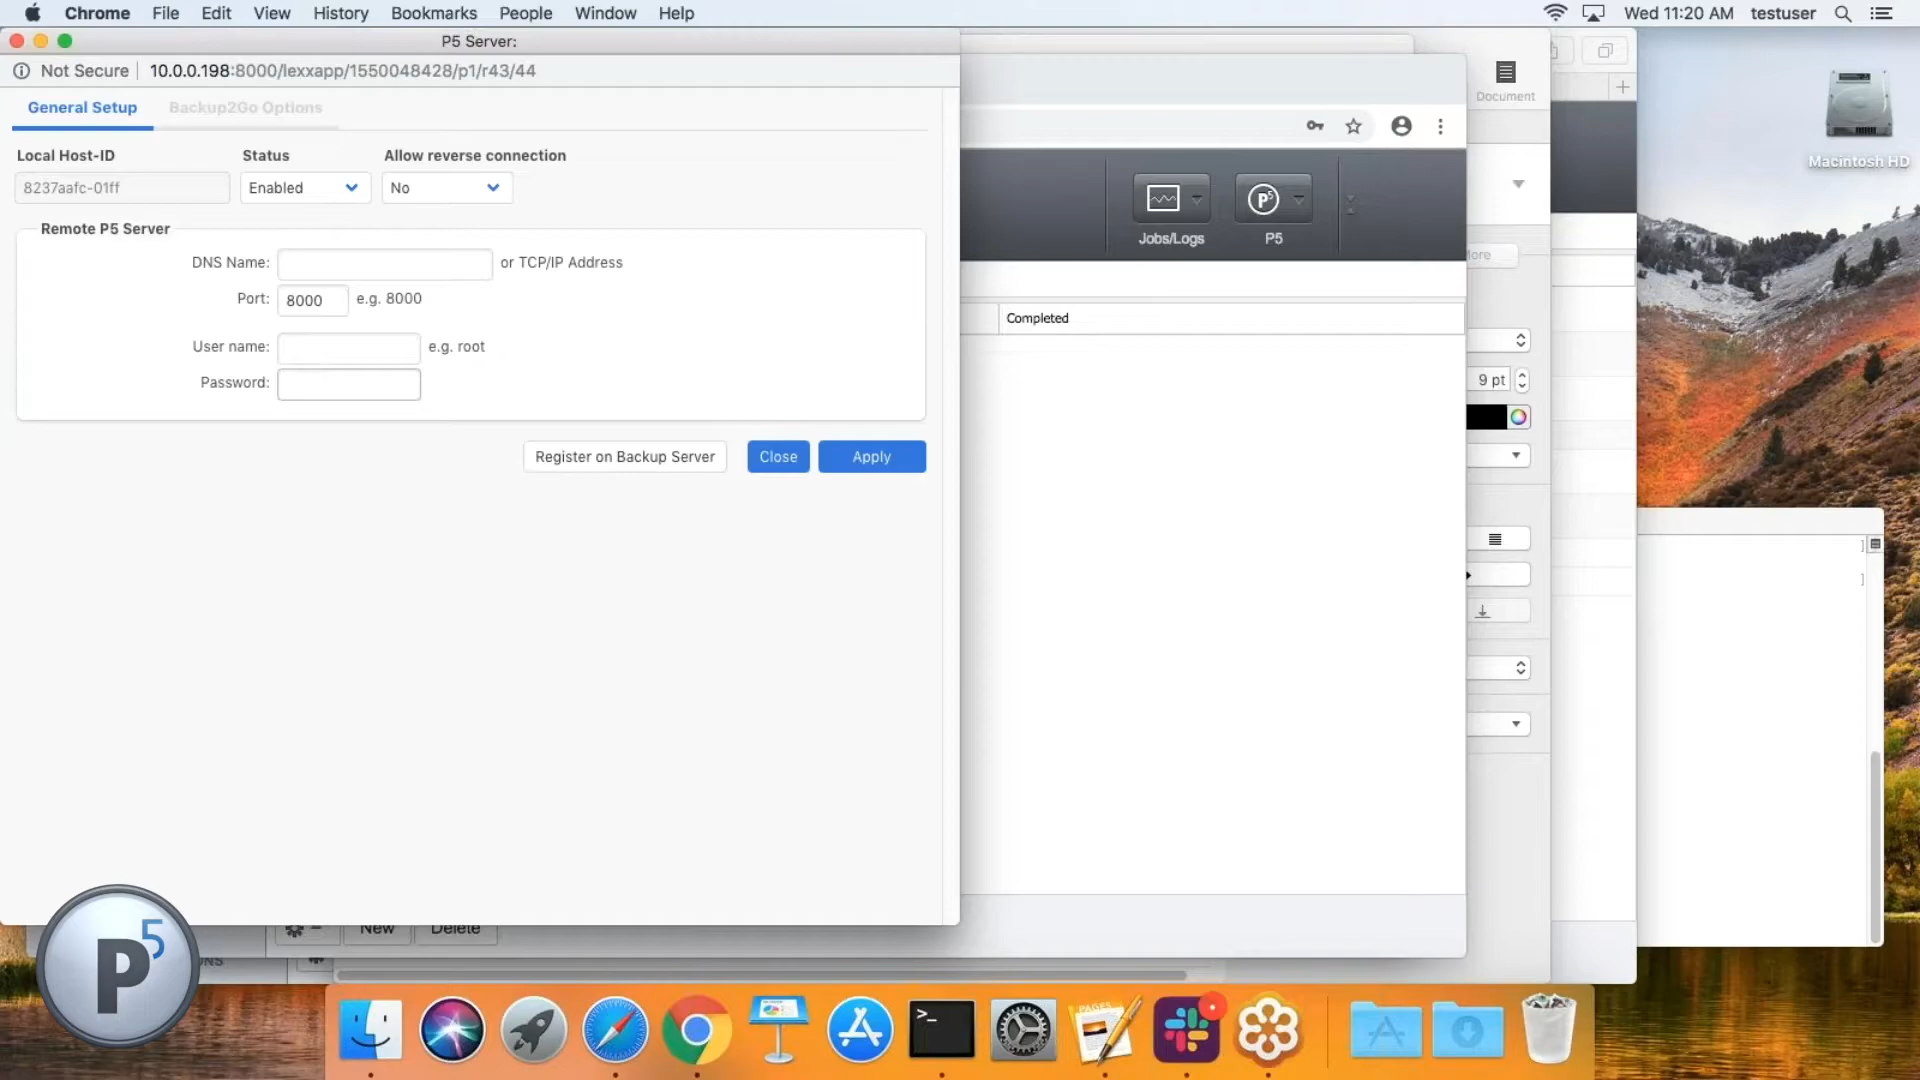 Chrome File Edit View History Bookmarks People Window Help Wed 11:20 AM testuser
P5 Server:
Not Secure 10.0.0.198:8000/lexxapp/1550048428/p1/r43/44
General Setup Backup2Go Options
Local Host-ID Status Allow reverse connection
8237aafc-01ff Enabled No
Remote P5 Server
DNS Name: or TCP/IP Address
Port: 8000 e.g. 8000
User name: e.g. root
Password:
Register on Backup Server Close Apply
New Delete
Document
Jobs/Logs P5
Completed
9 pt
Macintosh HD
P5
PAGES